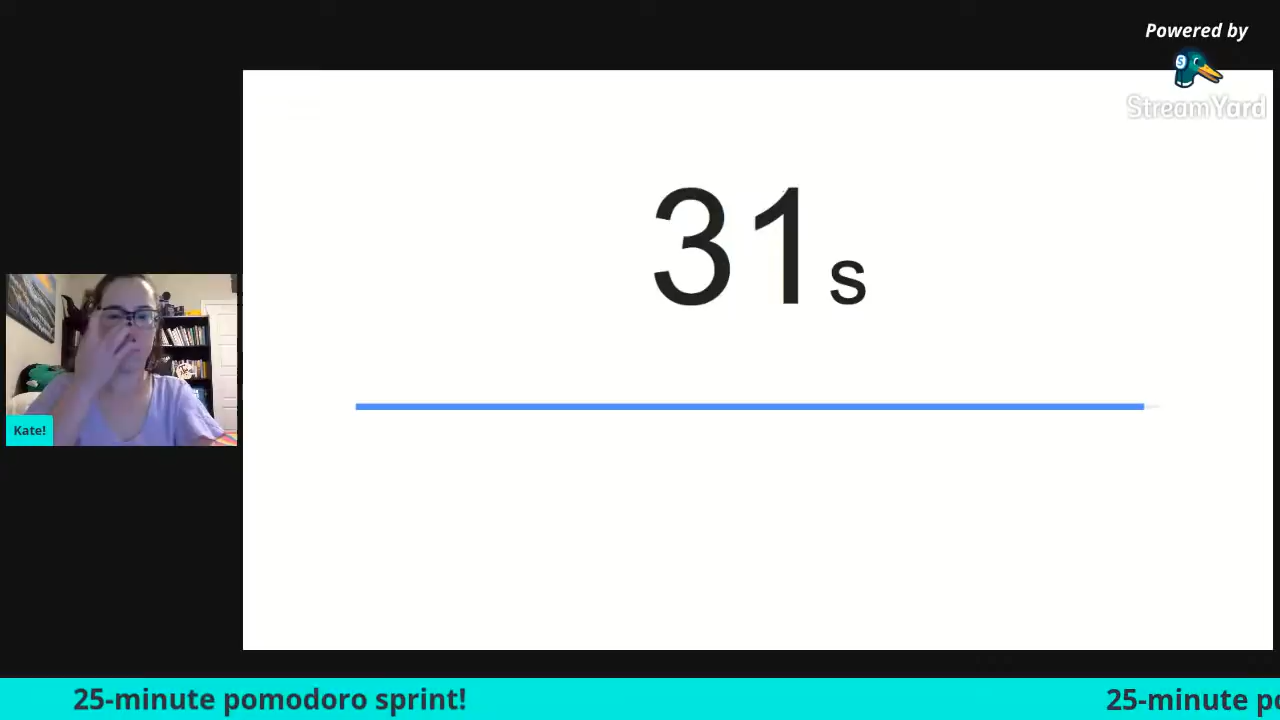 Powered by
StreamYard
31s
Kate!
25-minute pomodoro sprint!
25-minute po